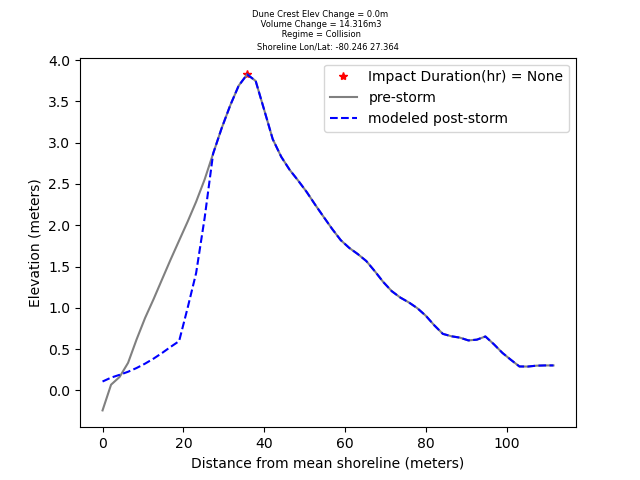 Dune Crest Elev Change = 0.0m
Volume Change = 14.316m3
Regime = Collision
Shoreline Lon/Lat: -80.246 27.364
Impact Duration(hr) = None
pre-storm
modeled post-storm
4.0
3.5
3.0
2.5
2.0
1.5
1.0
0.5
0.0
Elevation (meters)
0 20 40 60 80 100
Distance from mean shoreline (meters)